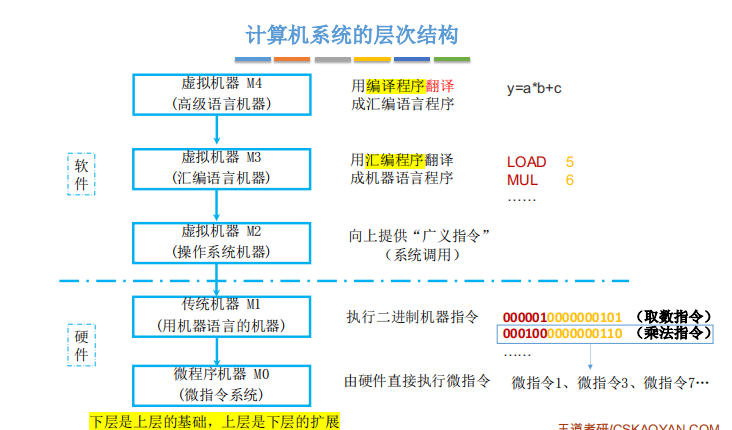 计算机系统的层次结构
虚拟机器 M4
(高级语言机器)
用编译程序翻译
成汇编语言程序
y=a*b+c
软
件
虚拟机器 M3
(汇编语言机器)
用汇编程序翻译
成机器语言程序
LOAD 5
MUL 6
……
虚拟机器 M2
(操作系统机器)
向上提供“广义指令”
（系统调用）
硬
件
传统机器 M1
(用机器语言的机器)
执行二进制机器指令
0000010000000101 （取数指令）
0001000000000110 （乘法指令）
……
微程序机器 M0
(微指令系统)
由硬件直接执行微指令
微指令1、微指令3、微指令7…
下层是上层的基础，上层是下层的扩展
王道考研/CSKAOYAN.COM